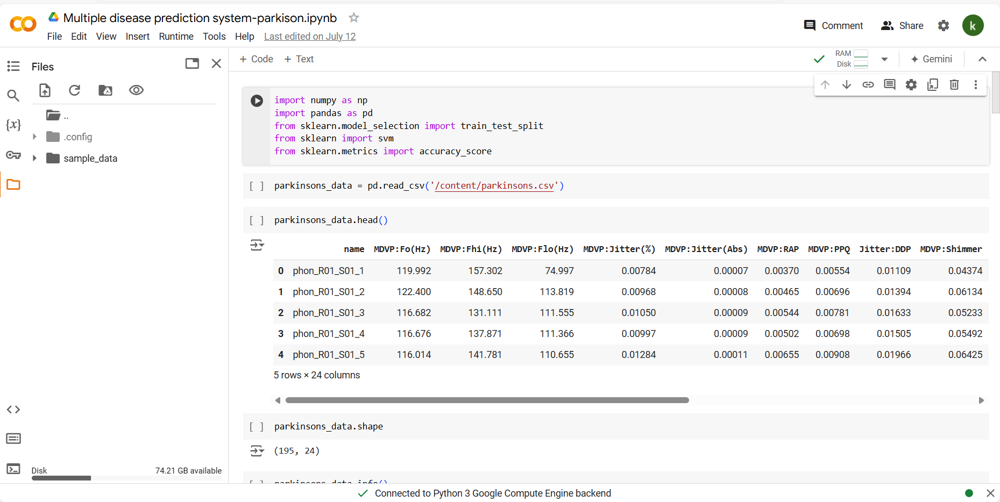 Multiple disease prediction system-parkison.ipynb
File Edit View Insert Runtime Tools Help Last edited on July 12
Comment Share k
Files
+ Code + Text
RAM
Disk
Gemini
..
.config
sample_data
{x}
import numpy as np
import pandas as pd
from sklearn.model_selection import train_test_split
from sklearn import svm
from sklearn.metrics import accuracy_score
[ ] parkinsons_data = pd.read_csv('/content/parkinsons.csv')
[ ] parkinsons_data.head()
name MDVP:Fo(Hz) MDVP:Fhi(Hz) MDVP:Flo(Hz) MDVP:Jitter(%) MDVP:Jitter(Abs) MDVP:RAP MDVP:PPQ Jitter:DDP MDVP:Shimmer
0 phon_R01_S01_1 119.992 157.302 74.997 0.00784 0.00007 0.00370 0.00554 0.01109 0.04374
1 phon_R01_S01_2 122.400 148.650 113.819 0.00968 0.00008 0.00465 0.00696 0.01394 0.06134
2 phon_R01_S01_3 116.682 131.111 111.555 0.01050 0.00009 0.00544 0.00781 0.01633 0.05233
3 phon_R01_S01_4 116.676 137.871 111.366 0.00997 0.00009 0.00502 0.00698 0.01505 0.05492
4 phon_R01_S01_5 116.014 141.781 110.655 0.01284 0.00011 0.00655 0.00908 0.01966 0.06425
5 rows × 24 columns
[ ] parkinsons_data.shape
(195, 24)
[ ] parkinsons_data.info()
Disk 74.21 GB available
Connected to Python 3 Google Compute Engine backend